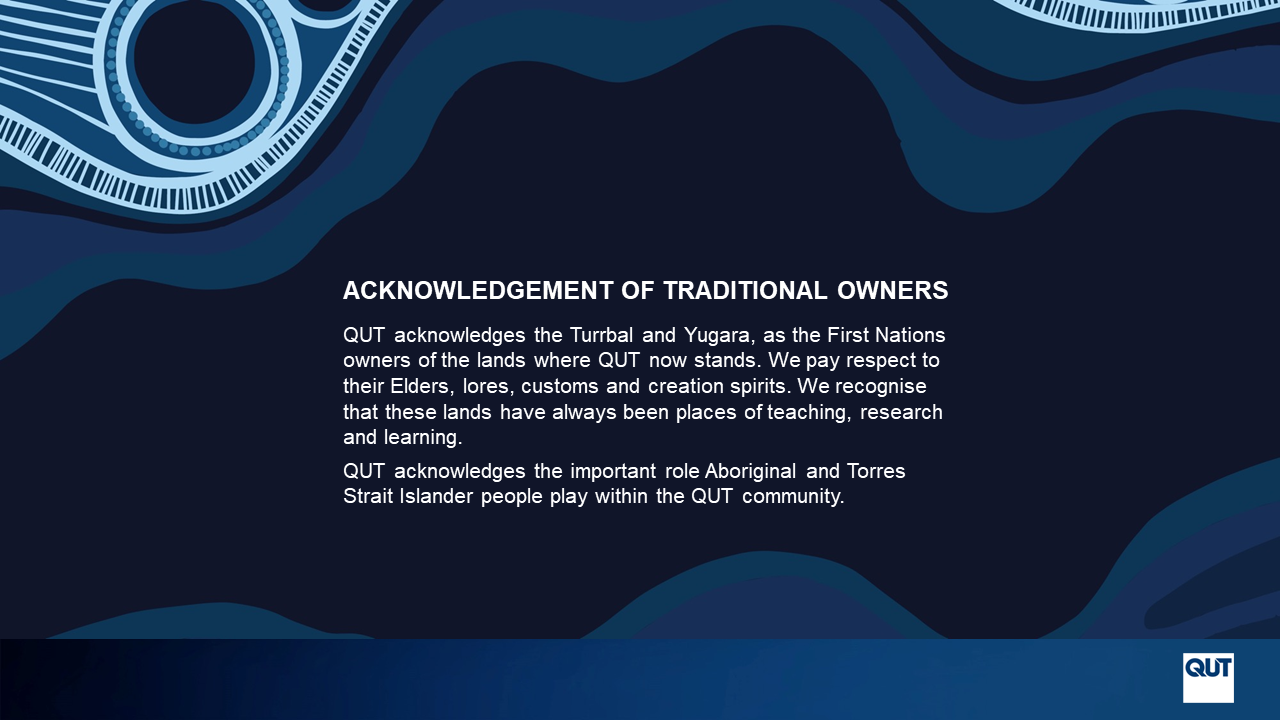 ACKNOWLEDGEMENT OF TRADITIONAL OWNERS
QUT acknowledges the Turrbal and Yugara, as the First Nations
owners of the lands where QUT now stands. We pay respect to
their Elders, lores, customs and creation spirits. We recognise
that these lands have always been places of teaching, research
and learning.
QUT acknowledges the important role Aboriginal and Torres
Strait Islander people play within the QUT community.
QUT